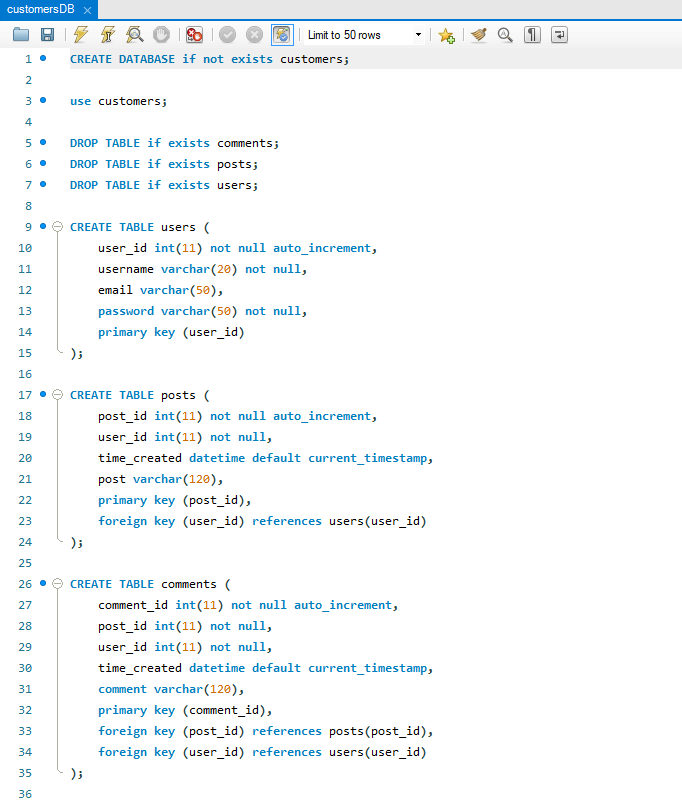 customersDB
Limit to 50 rows
1 CREATE DATABASE if not exists customers;
2
3 use customers;
4
5 DROP TABLE if exists comments;
6 DROP TABLE if exists posts;
7 DROP TABLE if exists users;
8
9 CREATE TABLE users (
10 user_id int(11) not null auto_increment,
11 username varchar(20) not null,
12 email varchar(50),
13 password varchar(50) not null,
14 primary key (user_id)
15 );
16
17 CREATE TABLE posts (
18 post_id int(11) not null auto_increment,
19 user_id int(11) not null,
20 time_created datetime default current_timestamp,
21 post varchar(120),
22 primary key (post_id),
23 foreign key (user_id) references users(user_id)
24 );
25
26 CREATE TABLE comments (
27 comment_id int(11) not null auto_increment,
28 post_id int(11) not null,
29 user_id int(11) not null,
30 time_created datetime default current_timestamp,
31 comment varchar(120),
32 primary key (comment_id),
33 foreign key (post_id) references posts(post_id),
34 foreign key (user_id) references users(user_id)
35 );
36